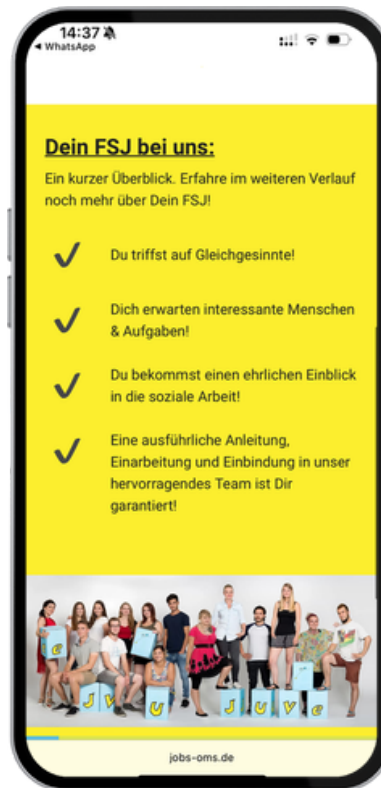 14:37
◀ WhatsApp
Dein FSJ bei uns:
Ein kurzer Überblick. Erfahre im weiteren Verlauf
noch mehr über Dein FSJ!
Du triffst auf Gleichgesinnte!
Dich erwarten interessante Menschen
& Aufgaben!
Du bekommst einen ehrlichen Einblick
in die soziale Arbeit!
Eine ausführliche Anleitung,
Einarbeitung und Einbindung in unser
hervorragendes Team ist Dir
garantiert!
e J v U J u v e
jobs-oms.de